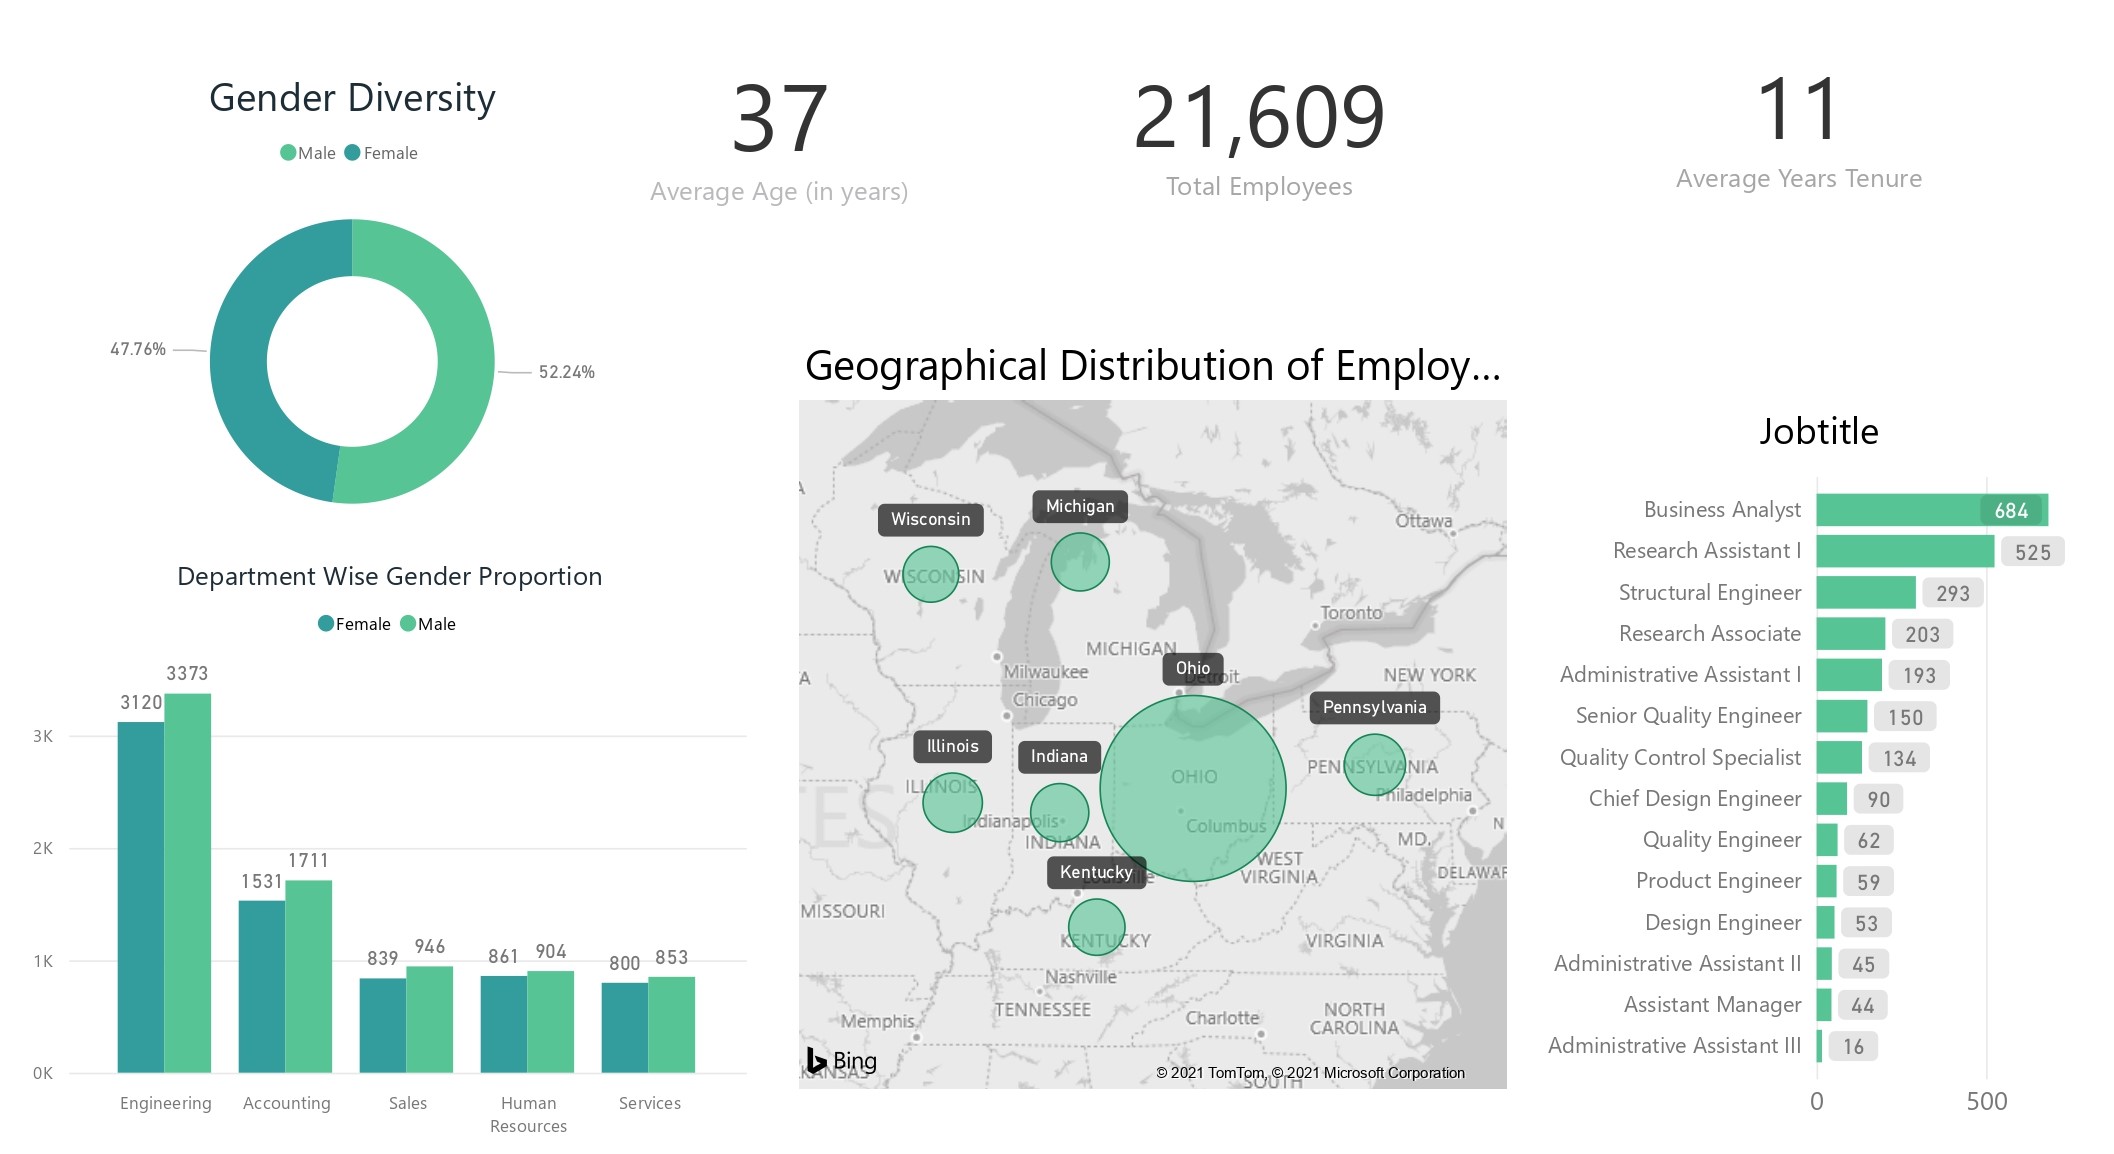 Gender Diversity
Male Female
47.76%
52.24%
37
Average Age (in years)
21,609
Total Employees
11
Average Years Tenure
Department Wise Gender Proportion
Female Male
3K
2K
1K
0K
3120
3373
1531
1711
839
946
861
904
800
853
Engineering
Accounting
Sales
Human
Resources
Services
Geographical Distribution of Employ...
Wisconsin
Michigan
Ohio
Pennsylvania
Illinois
Indiana
Kentucky
WISCONSIN
Ottawa
Toronto
MICHIGAN
Milwaukee
Chicago
Detroit
NEW YORK
A
A
ILLINOIS
OHIO
PENNSYLVANIA
Philadelphia
TES
Indianapolis
INDIANA
Columbus
MD.
N
WEST
VIRGINIA
DELAWAR
Louisville
MISSOURI
KENTUCKY
VIRGINIA
Nashville
TENNESSEE
Memphis
Charlotte
NORTH
CAROLINA
KANSAS
SOUTH
Bing
© 2021 TomTom, © 2021 Microsoft Corporation
Jobtitle
Business Analyst 684
Research Assistant I 525
Structural Engineer 293
Research Associate 203
Administrative Assistant I 193
Senior Quality Engineer 150
Quality Control Specialist 134
Chief Design Engineer 90
Quality Engineer 62
Product Engineer 59
Design Engineer 53
Administrative Assistant II 45
Assistant Manager 44
Administrative Assistant III 16
0 500